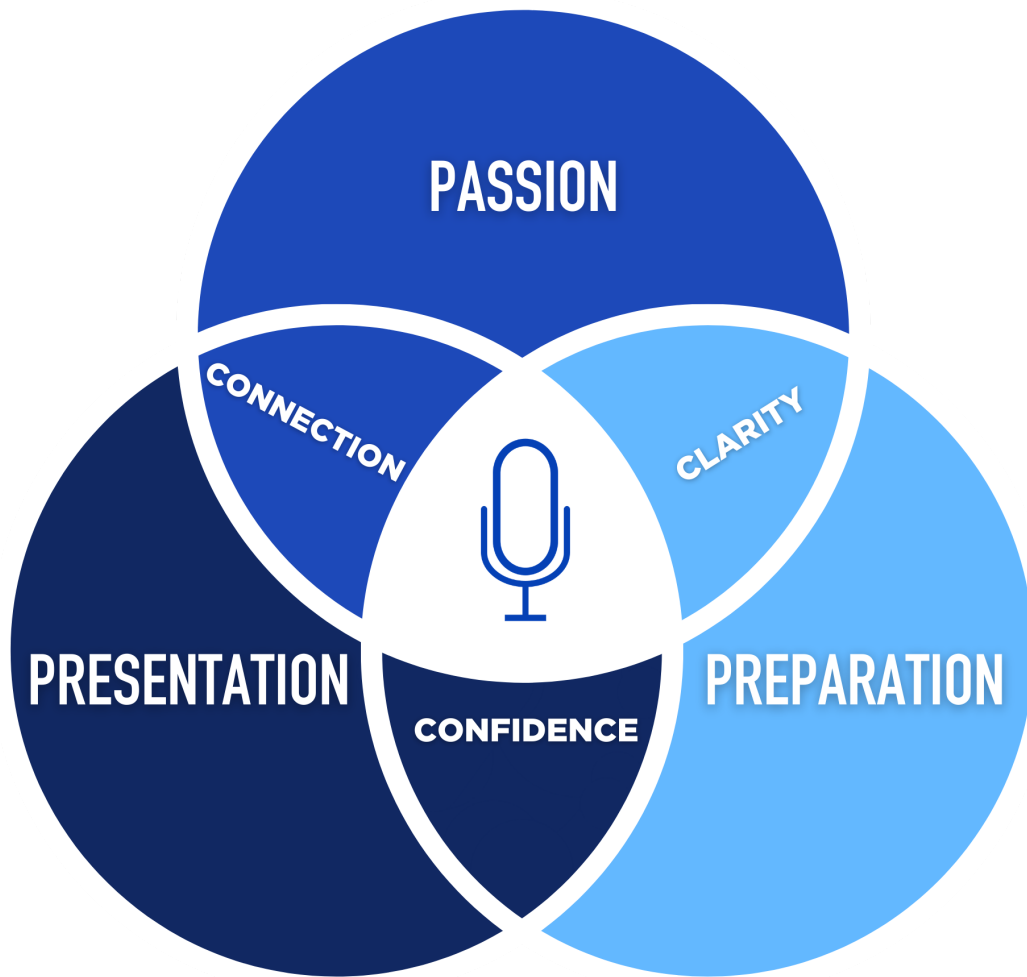 PASSION
CONNECTION
CLARITY
PRESENTATION
PREPARATION
CONFIDENCE